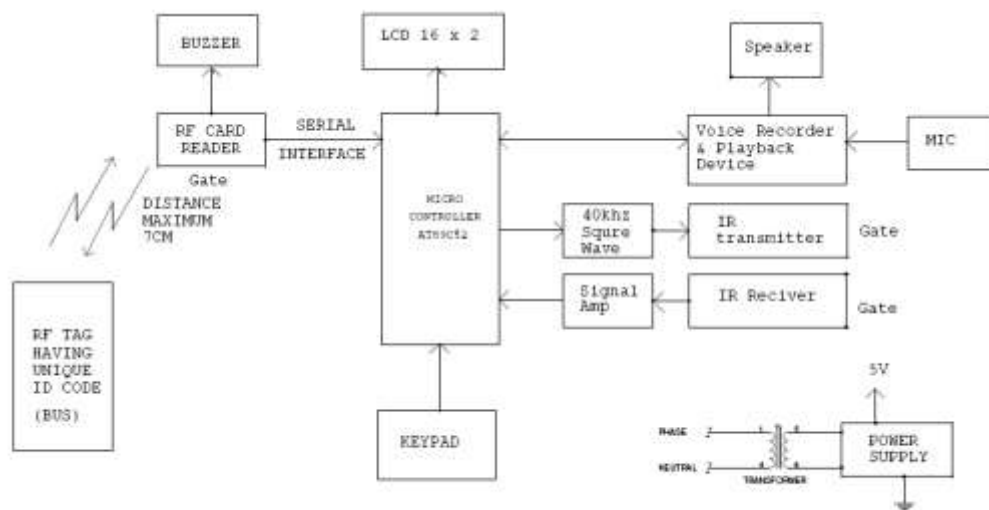 BUZZER
LCD 16 x 2
Speaker
RF CARD
READER
SERIAL
INTERFACE
Voice Recorder
& Playback
Device
MIC
Gate
DISTANCE
MAXIMUM
7CM
MICRO
CONTROLLER
AT89C52
40khz
Squre
Wave
IR
transmitter
Gate
Signal
Amp
IR Reciver
Gate
RF TAG
HAVING
UNIQUE
ID CODE
(BUS)
KEYPAD
5V
PHASE
NEUTRAL
TRANSFORMER
POWER
SUPPLY